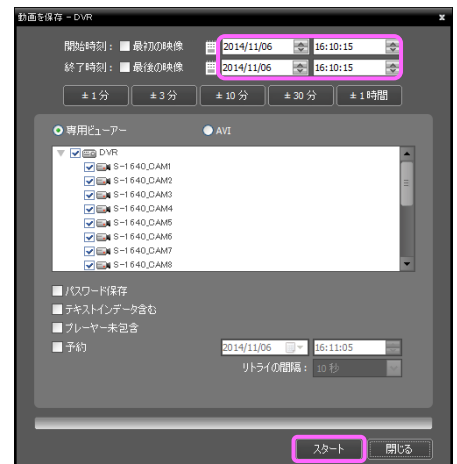 動画を保存 - DVR x
開始時刻: 最初の映像 2014/11/06 16:10:15
終了時刻: 最後の映像 2014/11/06 16:10:15
±1分 ±3分 ±10分 ±30分 ±1時間
専用ビューアー AVI
DVR
S-1640_CAM1
S-1640_CAM2
S-1640_CAM3
S-1640_CAM4
S-1640_CAM5
S-1640_CAM6
S-1640_CAM7
S-1640_CAM8
パスワード保存
テキストインデータ含む
プレーヤー未包含
予約 2014/11/06 16:11:05
リトライの間隔: 10 秒
スタート 閉じる